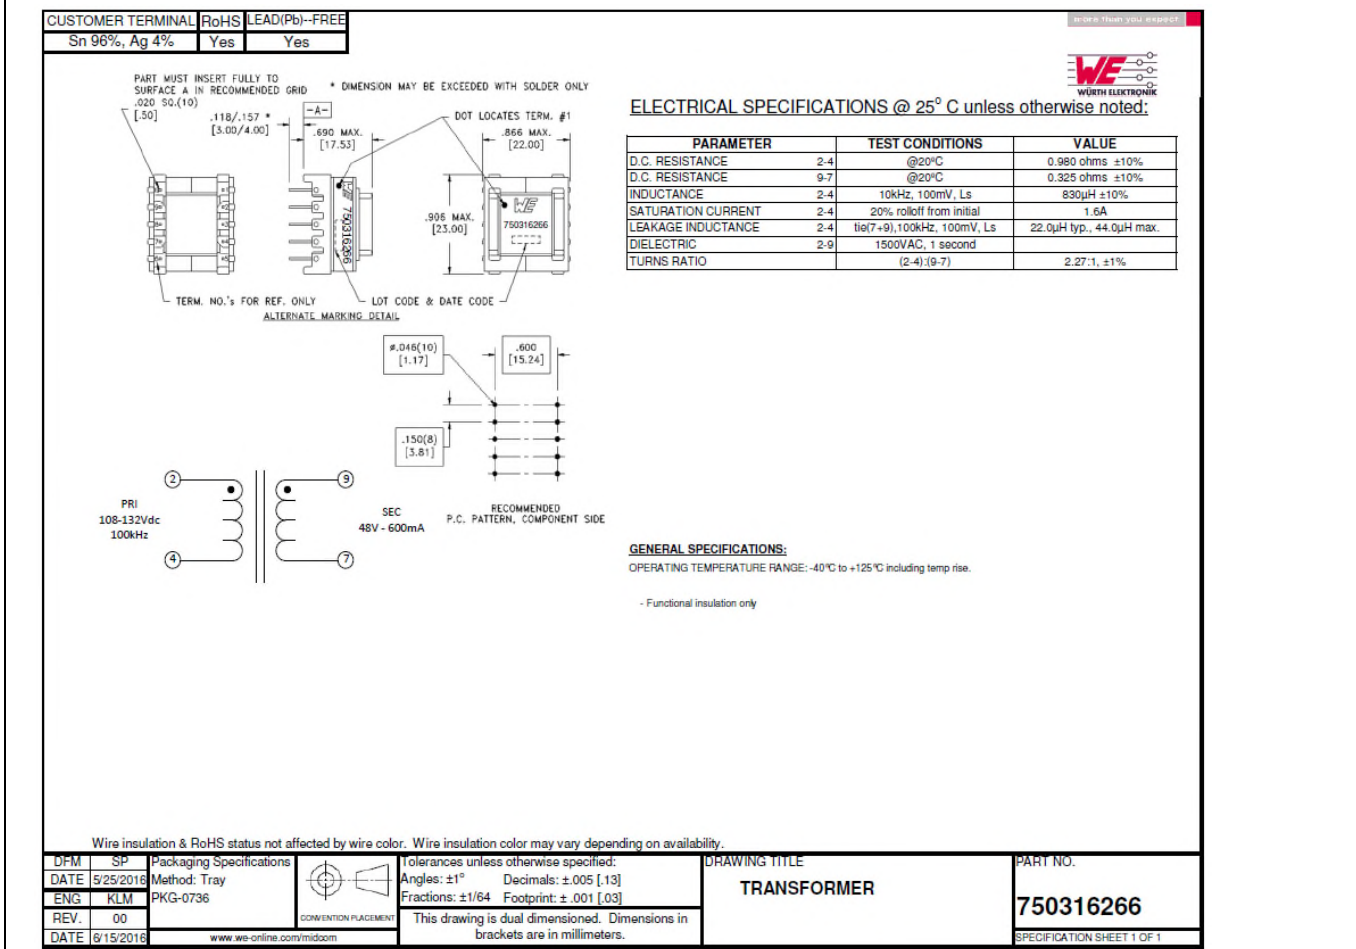 CUSTOMER TERMINAL RoHS LEAD(Pb)--FREE
Sn 96%, Ag 4% Yes Yes
more than you expect
WE
WÜRTH ELEKTRONIK
PART MUST INSERT FULLY TO
SURFACE A IN RECOMMENDED GRID
* DIMENSION MAY BE EXCEEDED WITH SOLDER ONLY
.020 SQ.(10)
[.50]
.118/.157 *
[3.00/4.00]
-A-
.690 MAX.
[17.53]
DOT LOCATES TERM. #1
.866 MAX.
[22.00]
.906 MAX.
[23.00]
WE 750316266
WE
750316266
TERM. NO.'s FOR REF. ONLY
LOT CODE & DATE CODE
ALTERNATE MARKING DETAIL
ELECTRICAL SPECIFICATIONS @ 25° C unless otherwise noted:
PARAMETER TEST CONDITIONS VALUE
D.C. RESISTANCE 2-4 @20ºC 0.980 ohms ±10%
D.C. RESISTANCE 9-7 @20ºC 0.325 ohms ±10%
INDUCTANCE 2-4 10kHz, 100mV, Ls 830µH ±10%
SATURATION CURRENT 2-4 20% rolloff from initial 1.6A
LEAKAGE INDUCTANCE 2-4 tie(7+9),100kHz, 100mV, Ls 22.0µH typ., 44.0µH max.
DIELECTRIC 2-9 1500VAC, 1 second
TURNS RATIO (2-4):(9-7) 2.27:1, ±1%
ø.046(10)
[1.17]
.600
[15.24]
.150(8)
[3.81]
RECOMMENDED
P.C. PATTERN, COMPONENT SIDE
2
9
PRI
108-132Vdc
100kHz
SEC
48V - 600mA
4
7
GENERAL SPECIFICATIONS:
OPERATING TEMPERATURE RANGE: -40ºC to +125ºC including temp rise.
- Functional insulation only
Wire insulation & RoHS status not affected by wire color. Wire insulation color may vary depending on availability.
DFM SP
DATE 5/25/2016
ENG KLM
REV. 00
DATE 6/15/2016
Packaging Specifications
Method: Tray
PKG-0736
www.we-online.com/midcom
CONVENTION PLACEMENT
Tolerances unless otherwise specified:
Angles: ±1° Decimals: ±.005 [.13]
Fractions: ±1/64 Footprint: ± .001 [.03]
This drawing is dual dimensioned. Dimensions in
brackets are in millimeters.
DRAWING TITLE
TRANSFORMER
PART NO.
750316266
SPECIFICATION SHEET 1 OF 1